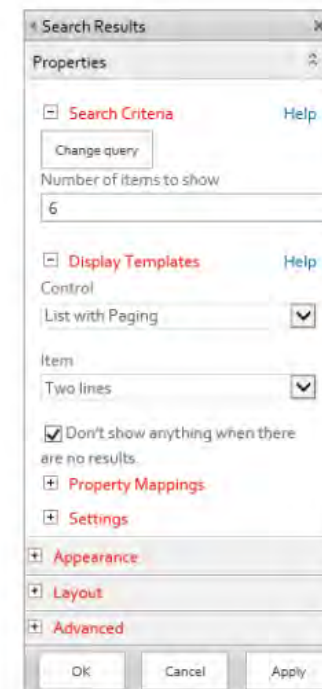 Search Results
Properties
Search Criteria Help
Change query
Number of items to show
6
Display Templates Help
Control
List with Paging
Item
Two lines
Don't show anything when there
are no results.
Property Mappings
Settings
Appearance
Layout
Advanced
OK Cancel Apply